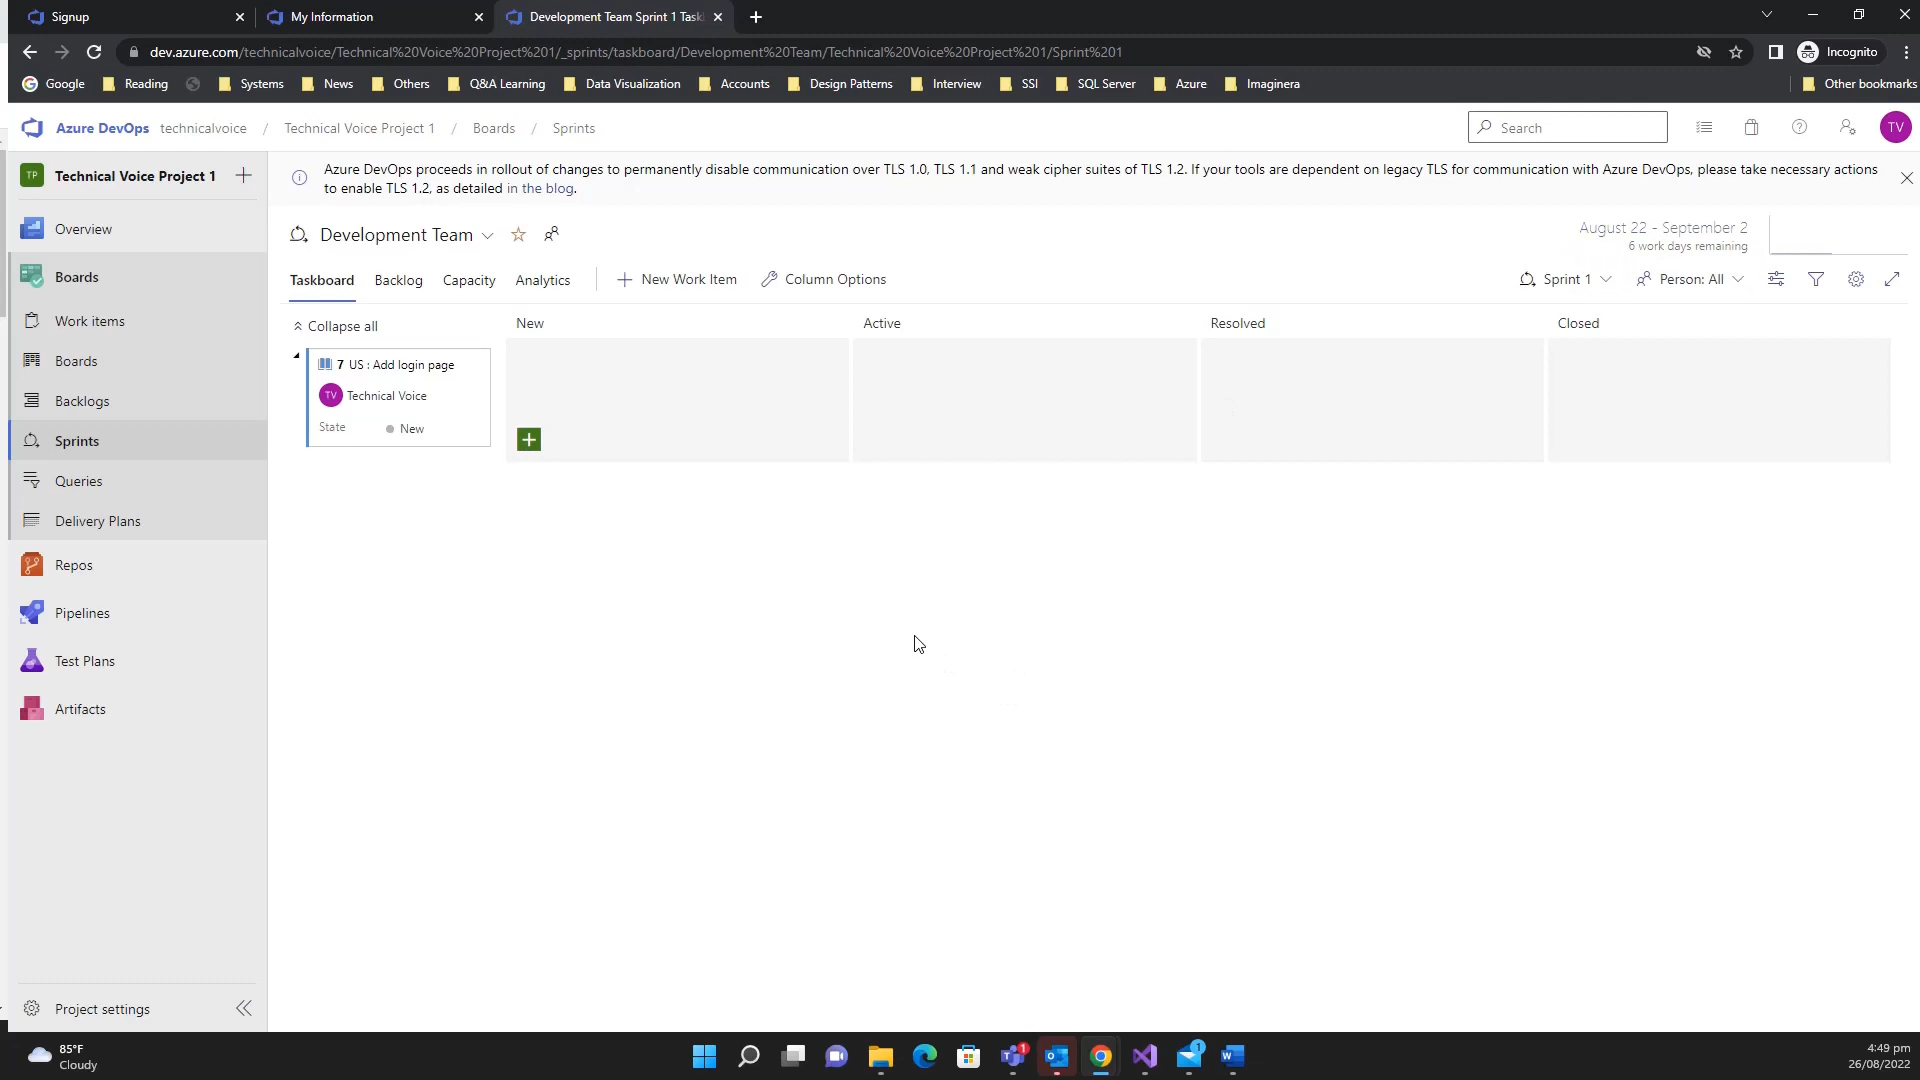 Signup
My Information
Development Team Sprint 1 Task
dev.azure.com/technicalvoice/Technical%20Voice%20Project%201/_sprints/taskboard/Development%20Team/Technical%20Voice%20Project%201/Sprint%201
Incognito
Google Reading Systems News Others Q&A Learning Data Visualization Accounts Design Patterns Interview SSI SQL Server Azure Imaginera Other bookmarks
Azure DevOps technicalvoice / Technical Voice Project 1 / Boards / Sprints
Search
TV
TP Technical Voice Project 1
Azure DevOps proceeds in rollout of changes to permanently disable communication over TLS 1.0, TLS 1.1 and weak cipher suites of TLS 1.2. If your tools are dependent on legacy TLS for communication with Azure DevOps, please take necessary actions
to enable TLS 1.2, as detailed in the blog.
Overview
Boards
Work items
Boards
Backlogs
Sprints
Queries
Delivery Plans
Repos
Pipelines
Test Plans
Artifacts
Project settings
Development Team
August 22 - September 2
6 work days remaining
Taskboard Backlog Capacity Analytics New Work Item Column Options
Sprint 1 Person: All
Collapse all New Active Resolved Closed
7 US : Add login page
TV Technical Voice
State New
85°F
Cloudy
1
1
4:49 pm
26/08/2022